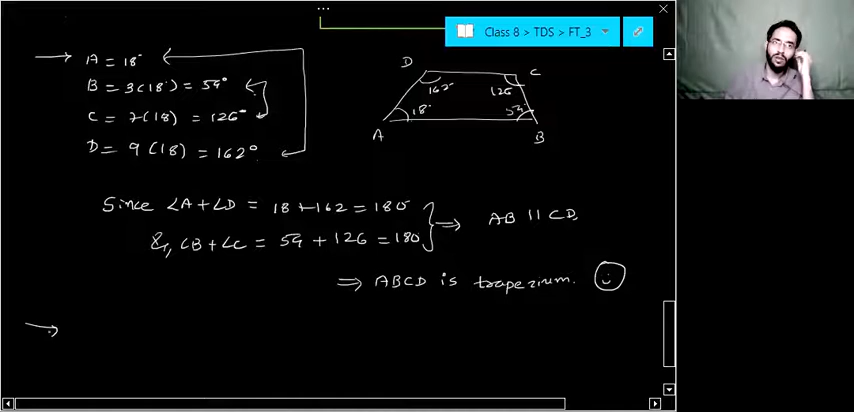 ...
Class 8 > TDS > FT_3
→ A = 18°
B = 3(18°) = 54°
C = 7(18) = 126°
D = 9(18) = 162°.
D
C
162°
126
18°
54
A
B
Since ∠A+∠D = 18+162 = 180
&, ∠B+∠C = 54 + 126 = 180
⇒ AB || CD,
⇒ ABCD is trapezium.
→